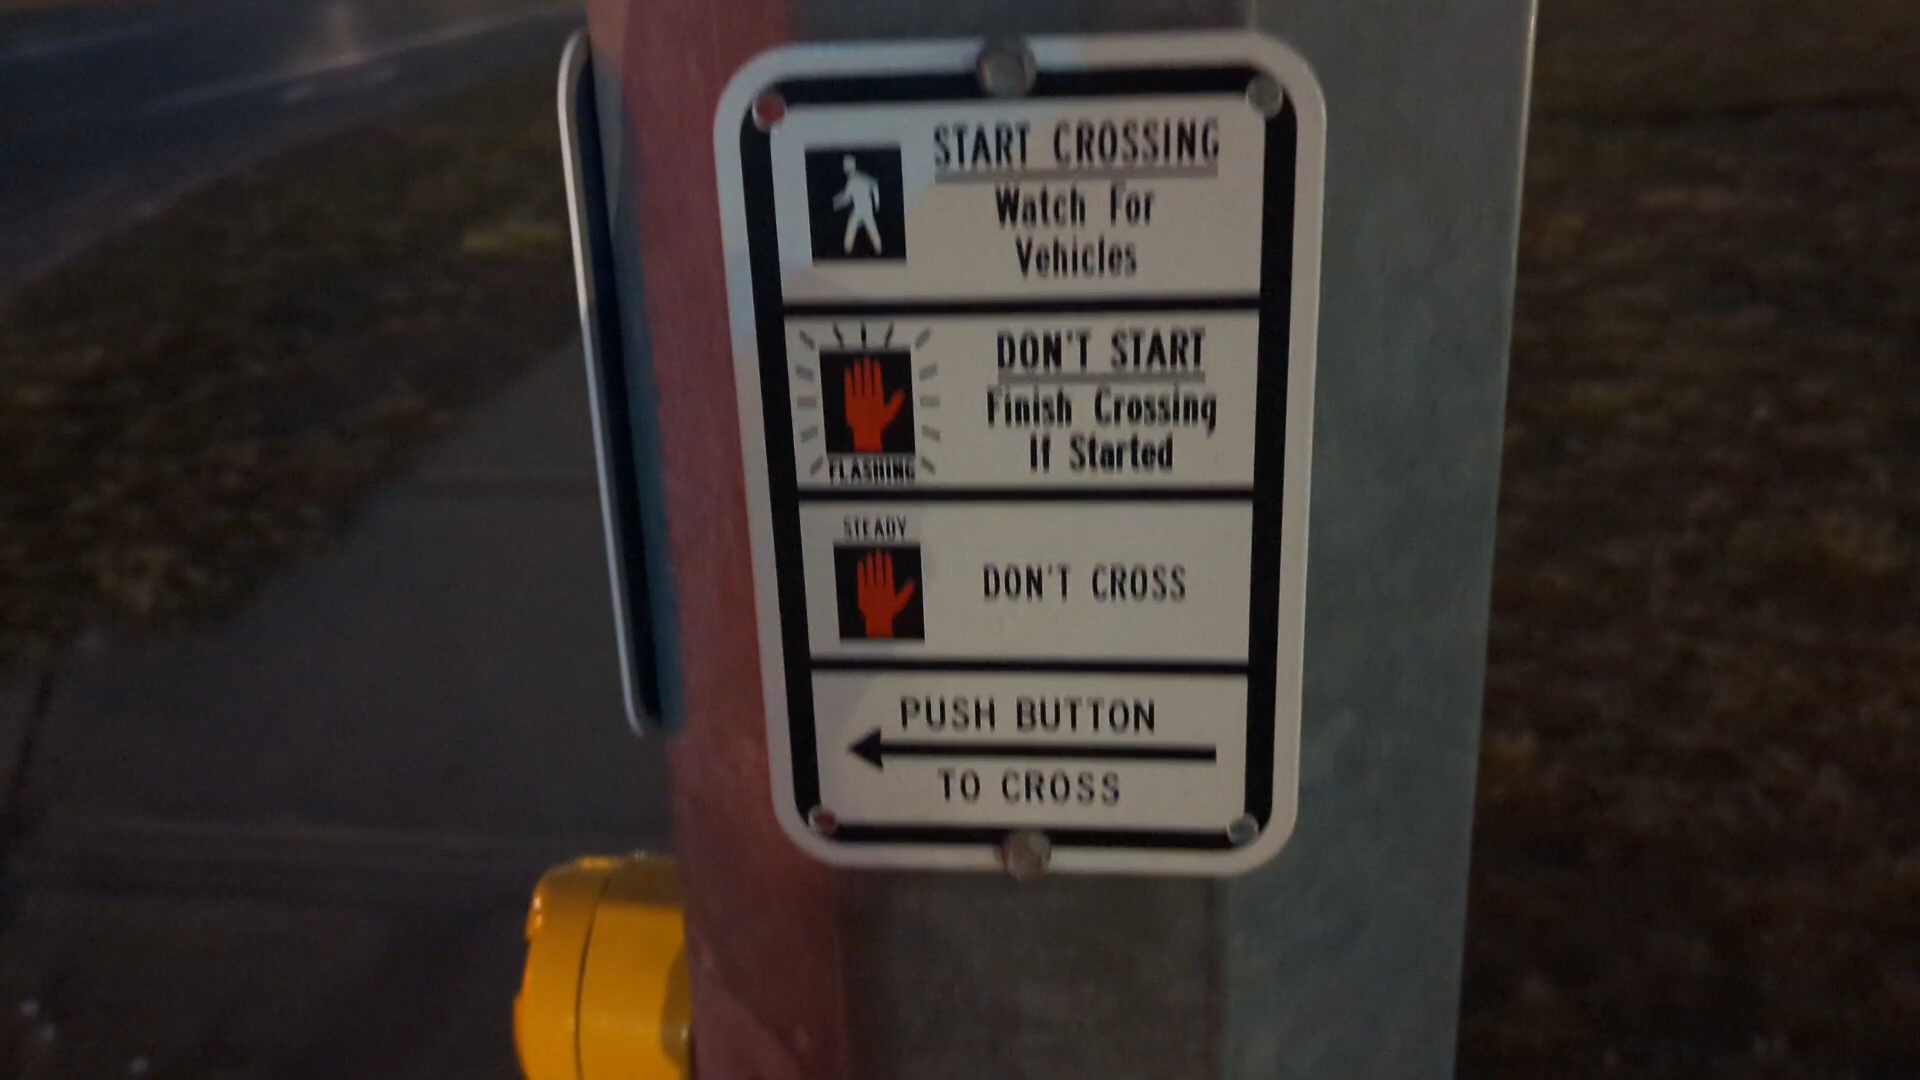 START CROSSING
Watch For
Vehicles
DON'T START
Finish Crossing
If Started
FLASHING
STEADY
DON'T CROSS
PUSH BUTTON
TO CROSS